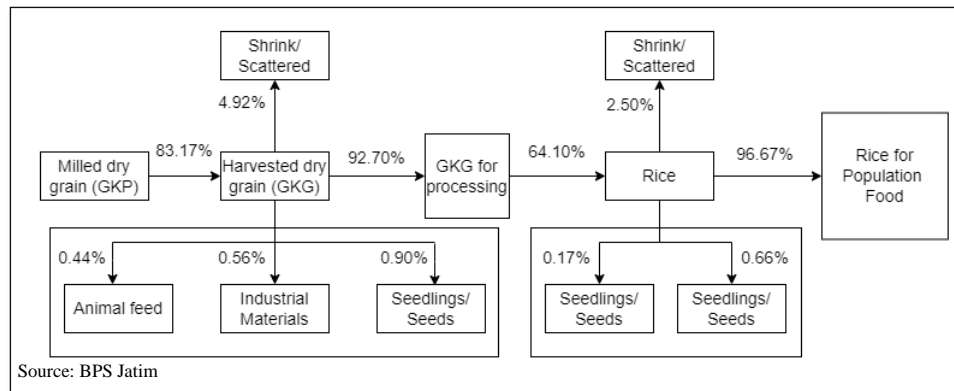 Shrink/
Scattered
Shrink/
Scattered
4.92%
2.50%
83.17%
92.70%
64.10%
96.67%
Milled dry
grain (GKP)
Harvested dry
grain (GKG)
GKG for
processing
Rice
Rice for
Population
Food
0.44%
0.56%
0.90%
0.17%
0.66%
Animal feed
Industrial
Materials
Seedlings/
Seeds
Seedlings/
Seeds
Seedlings/
Seeds
Source: BPS Jatim